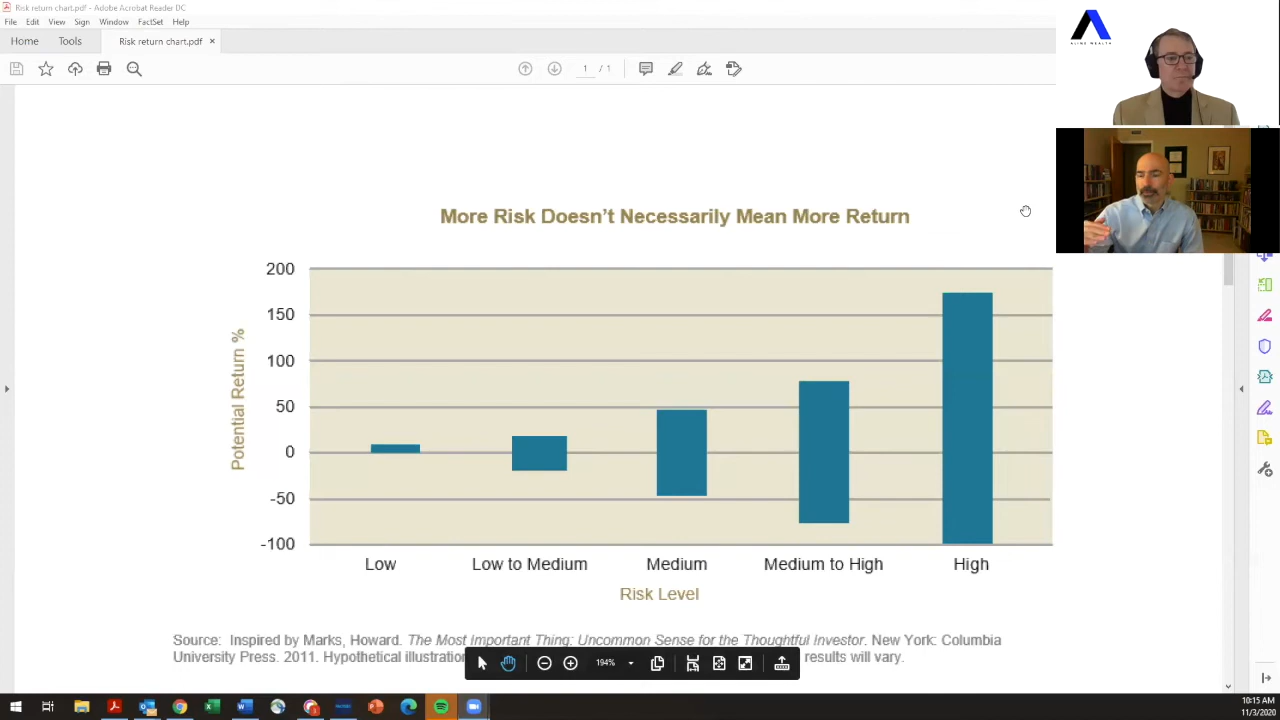 Risk return chart.pdf - Adobe Acrobat Reader DC
File Edit View Sign Window FactSet Help
Home Tools Risk return chart.pdf ×
1 / 1
ALINE WEALTH
More Risk Doesn't Necessarily Mean More Return
200
150
100
50
0
-50
-100
Potential Return %
Low Low to Medium Medium Medium to High High
Risk Level
Source: Inspired by Marks, Howard. The Most Important Thing: Uncommon Sense for the Thoughtful Investor. New York: Columbia
University Press. 2011. Hypothetical illustration results will vary.
194%
10:15 AM
11/3/2020